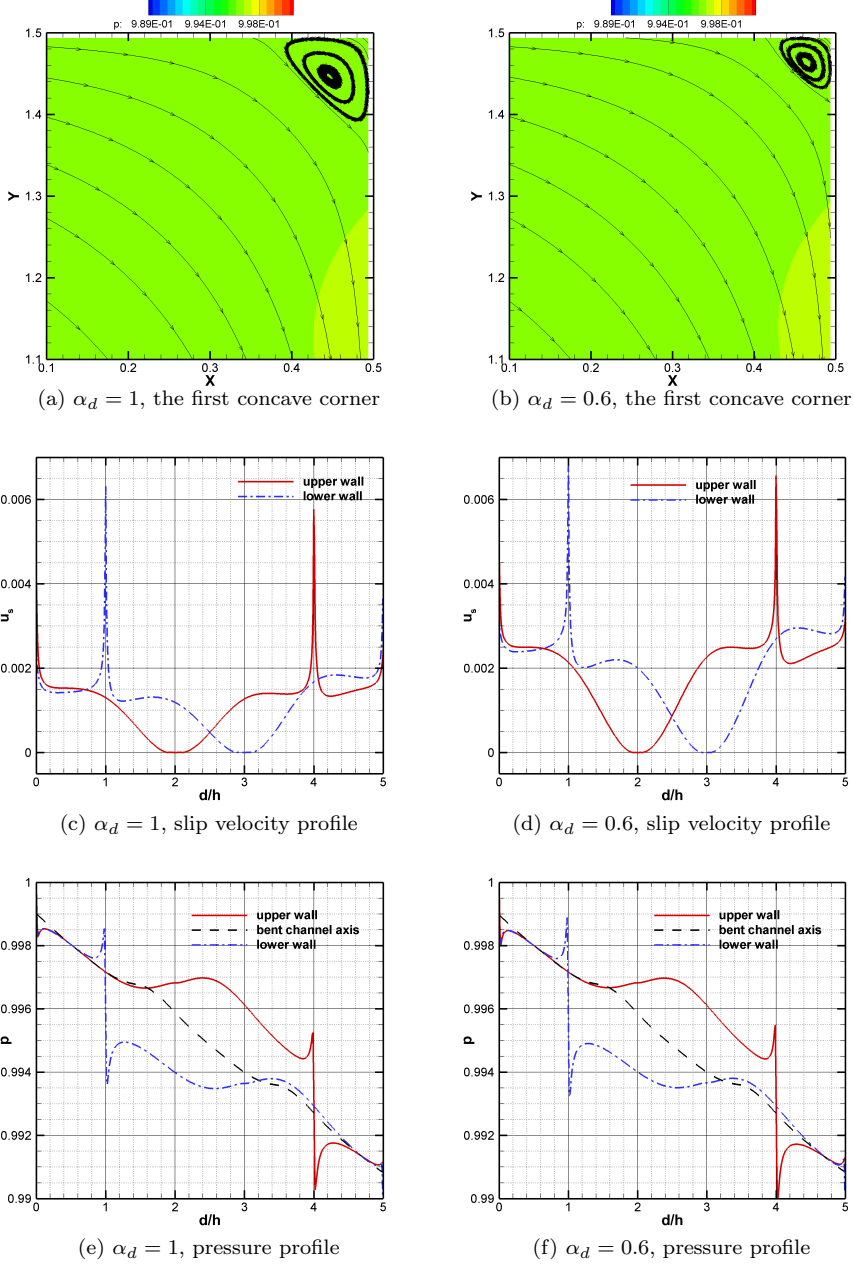 p: 9.89E-01 9.94E-01 9.98E-01
p: 9.89E-01 9.94E-01 9.98E-01
1.5
1.4
1.3
1.2
1.1
Y
0.1 0.2 0.3 0.4 0.5
X
1.5
1.4
1.3
1.2
1.1
Y
0.1 0.2 0.3 0.4 0.5
X
(a) α_d = 1, the first concave corner
(b) α_d = 0.6, the first concave corner
0.006
0.004
0.002
0
u_s
upper wall
lower wall
0 1 2 3 4 5
d/h
0.006
0.004
0.002
0
u_s
upper wall
lower wall
0 1 2 3 4 5
d/h
(c) α_d = 1, slip velocity profile
(d) α_d = 0.6, slip velocity profile
1
0.998
0.996
0.994
0.992
0.99
p
upper wall
bent channel axis
lower wall
0 1 2 3 4 5
d/h
1
0.998
0.996
0.994
0.992
0.99
p
upper wall
bent channel axis
lower wall
0 1 2 3 4 5
d/h
(e) α_d = 1, pressure profile
(f) α_d = 0.6, pressure profile